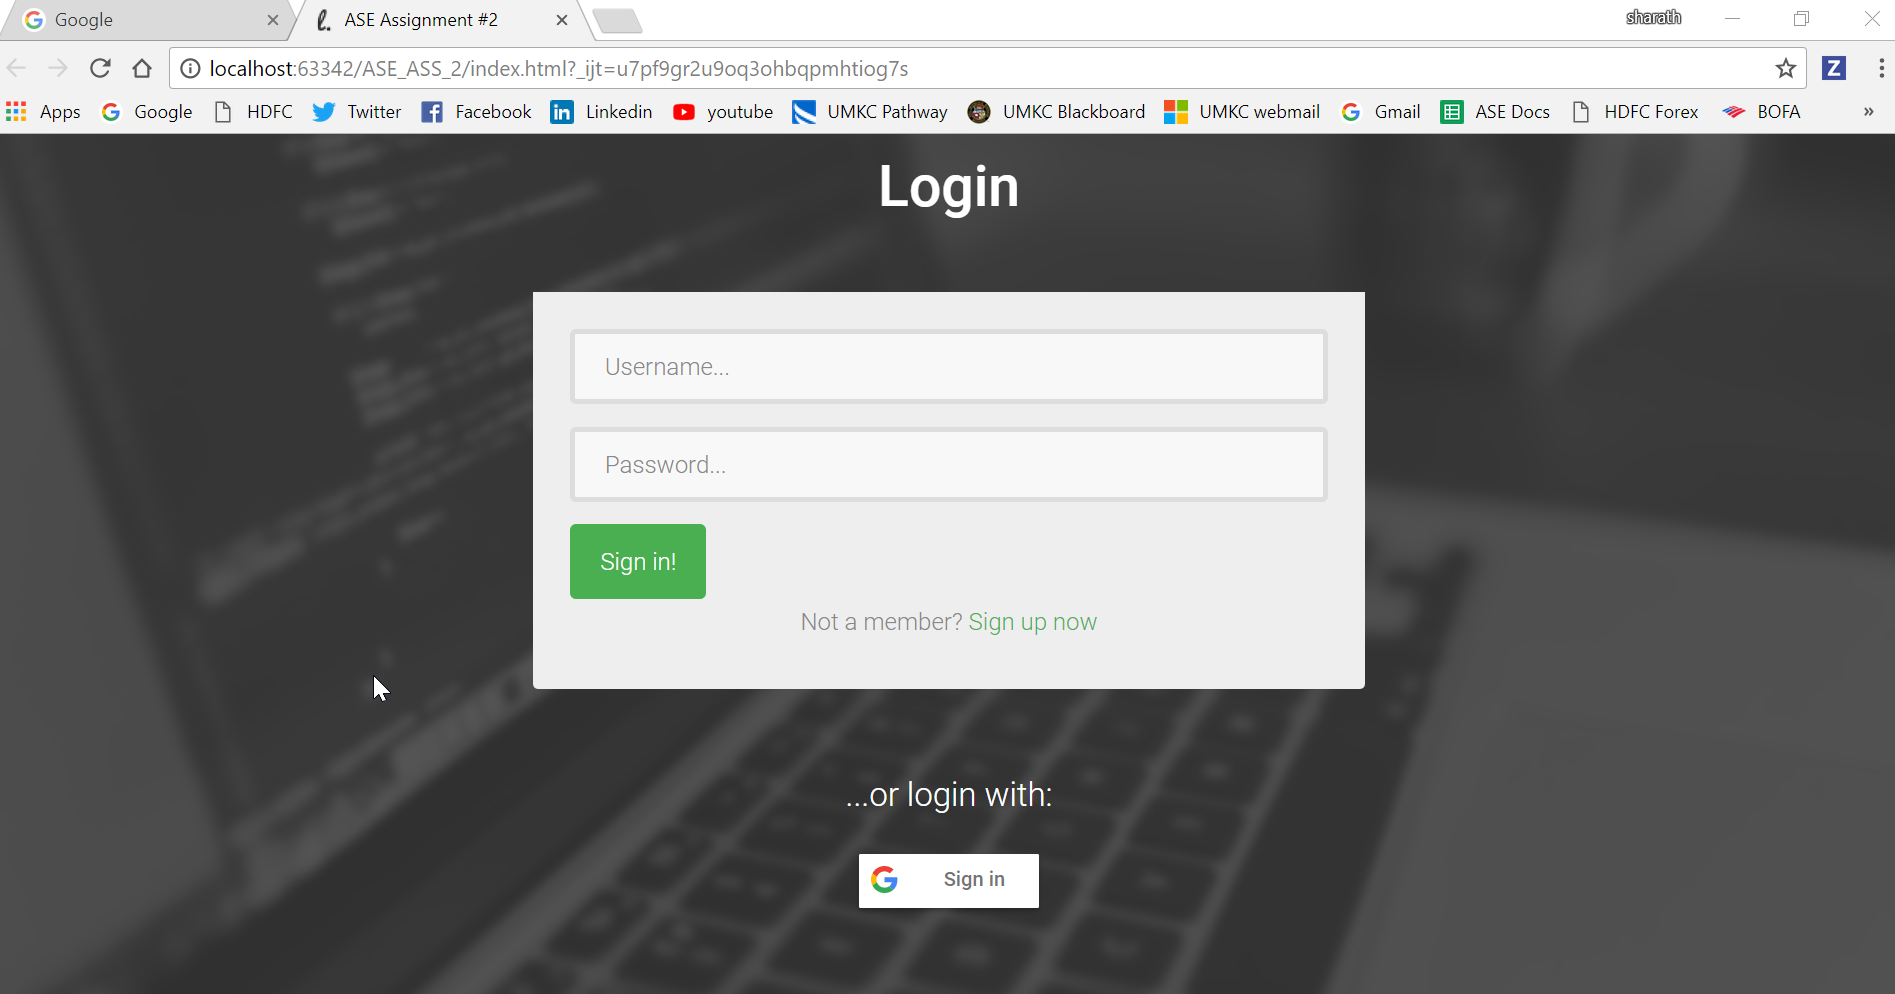 Google
ASE Assignment #2
sharath
localhost:63342/ASE_ASS_2/index.html?_ijt=u7pf9gr2u9oq3ohbqpmhtiog7s
Apps Google HDFC Twitter Facebook Linkedin youtube UMKC Pathway UMKC Blackboard UMKC webmail Gmail ASE Docs HDFC Forex BOFA »
Login
Username...
Password...
Sign in!
Not a member? Sign up now
...or login with:
Sign in